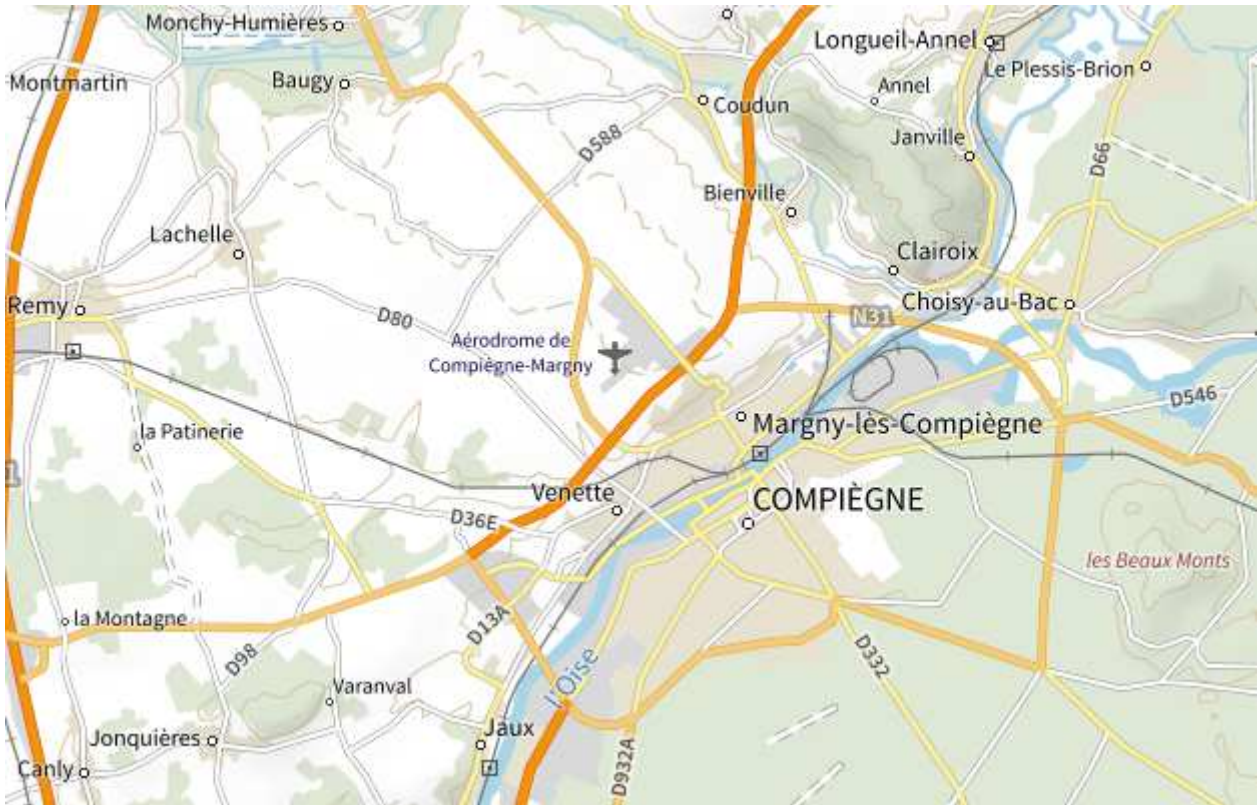 Monchy-Humières
Longueil-Annel
Montmartin
Baugy
Annel
Le Plessis-Brion
Coudun
D588
Janville
D66
Bienville
Lachelle
Clairoix
Remy
D80
N31
Choisy-au-Bac
Aérodrome de
Compiègne-Margny
D546
la Patinerie
Margny-lès-Compiègne
Venette
COMPIÈGNE
D36E
les Beaux Monts
la Montagne
D13A
D98
l'Oise
D332
Varanval
Jonquières
Jaux
Canly
D932A